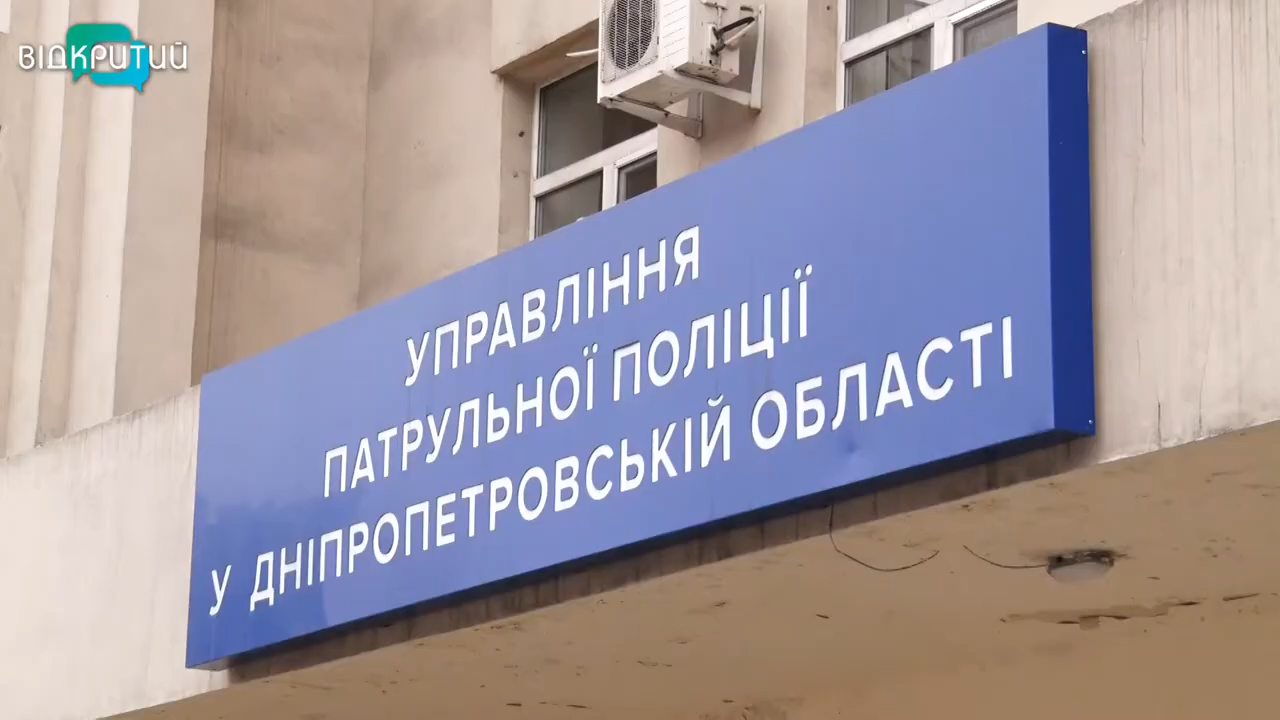 ВІДКРИТИЙ
УПРАВЛІННЯ
ПАТРУЛЬНОЇ ПОЛІЦІЇ
У ДНІПРОПЕТРОВСЬКІЙ ОБЛАСТІ